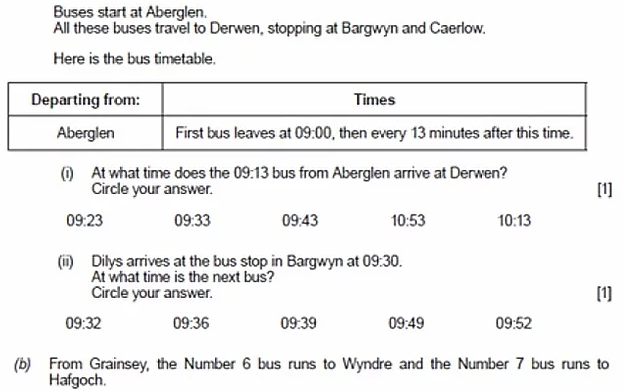 Buses start at Aberglen.
All these buses travel to Derwen, stopping at Bargwyn and Caerlow.
Here is the bus timetable.
Departing from: Times
Aberglen First bus leaves at 09:00, then every 13 minutes after this time.
(i) At what time does the 09:13 bus from Aberglen arrive at Derwen?
Circle your answer. [1]
09:23 09:33 09:43 10:53 10:13
(ii) Dilys arrives at the bus stop in Bargwyn at 09:30.
At what time is the next bus?
Circle your answer. [1]
09:32 09:36 09:39 09:49 09:52
(b) From Grainsey, the Number 6 bus runs to Wyndre and the Number 7 bus runs to
Hafgoch.